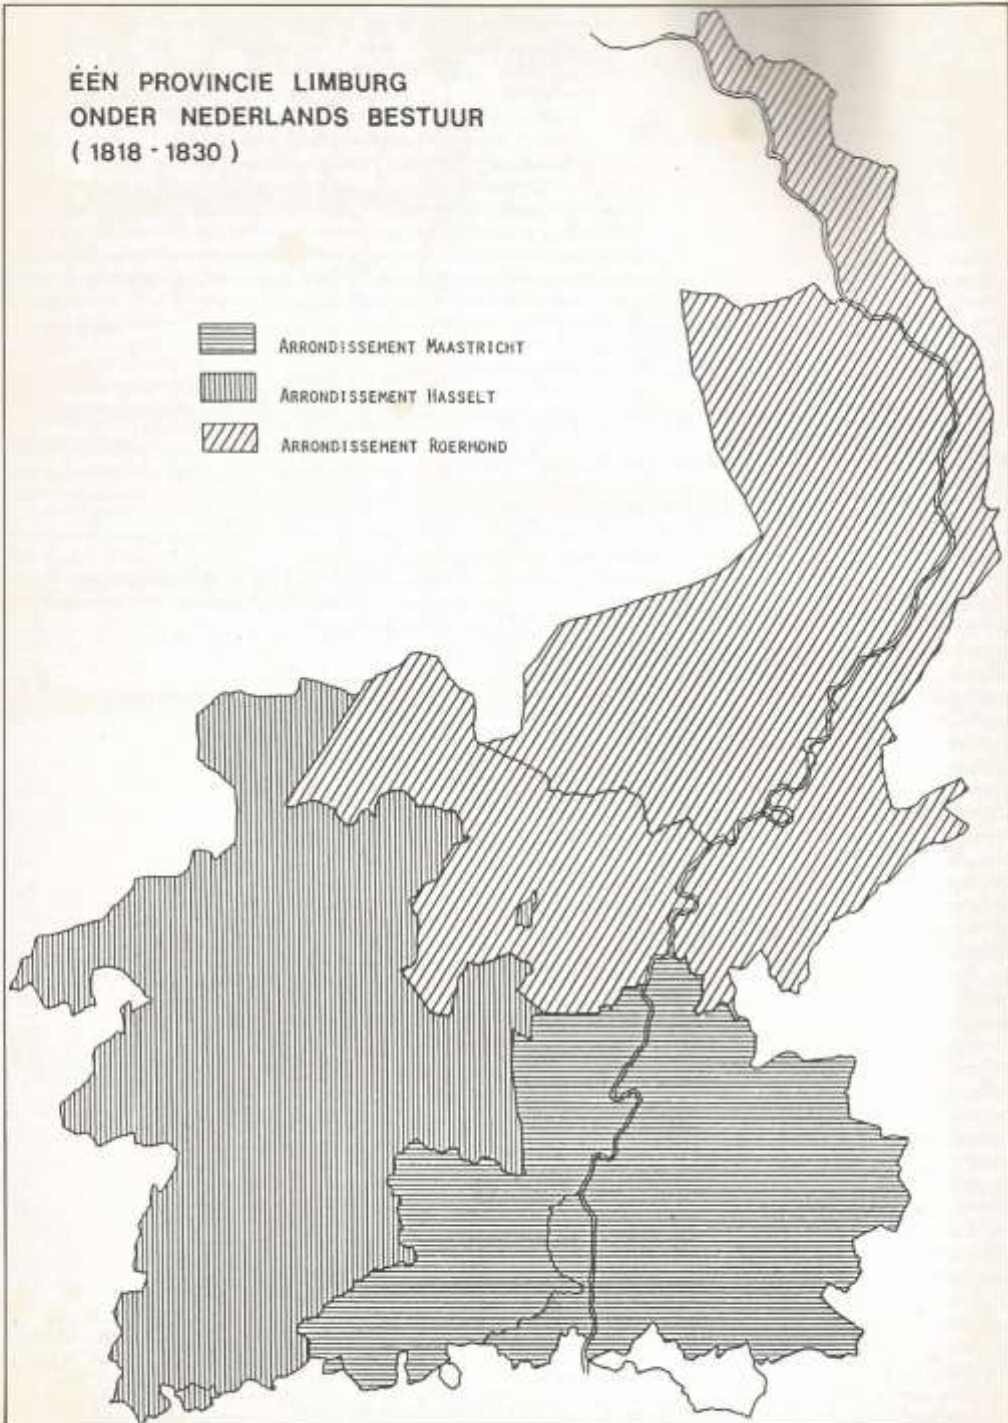 ÉÉN PROVINCIE LIMBURG
ONDER NEDERLANDS BESTUUR
( 1818 - 1830 )
ARRONDISSEMENT MAASTRICHT
ARRONDISSEMENT HASSELT
ARRONDISSEMENT ROERMOND